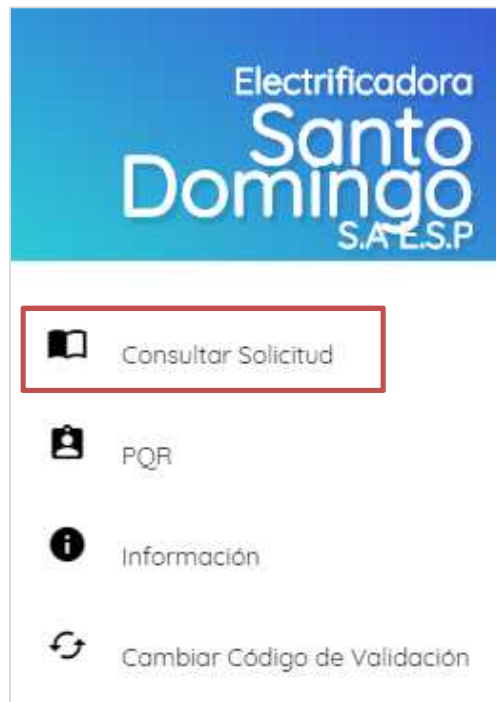 Electrificadora
Santo
Domingo
S.A E.S.P
Consultar Solicitud
PQR
Información
Cambiar Código de Validación